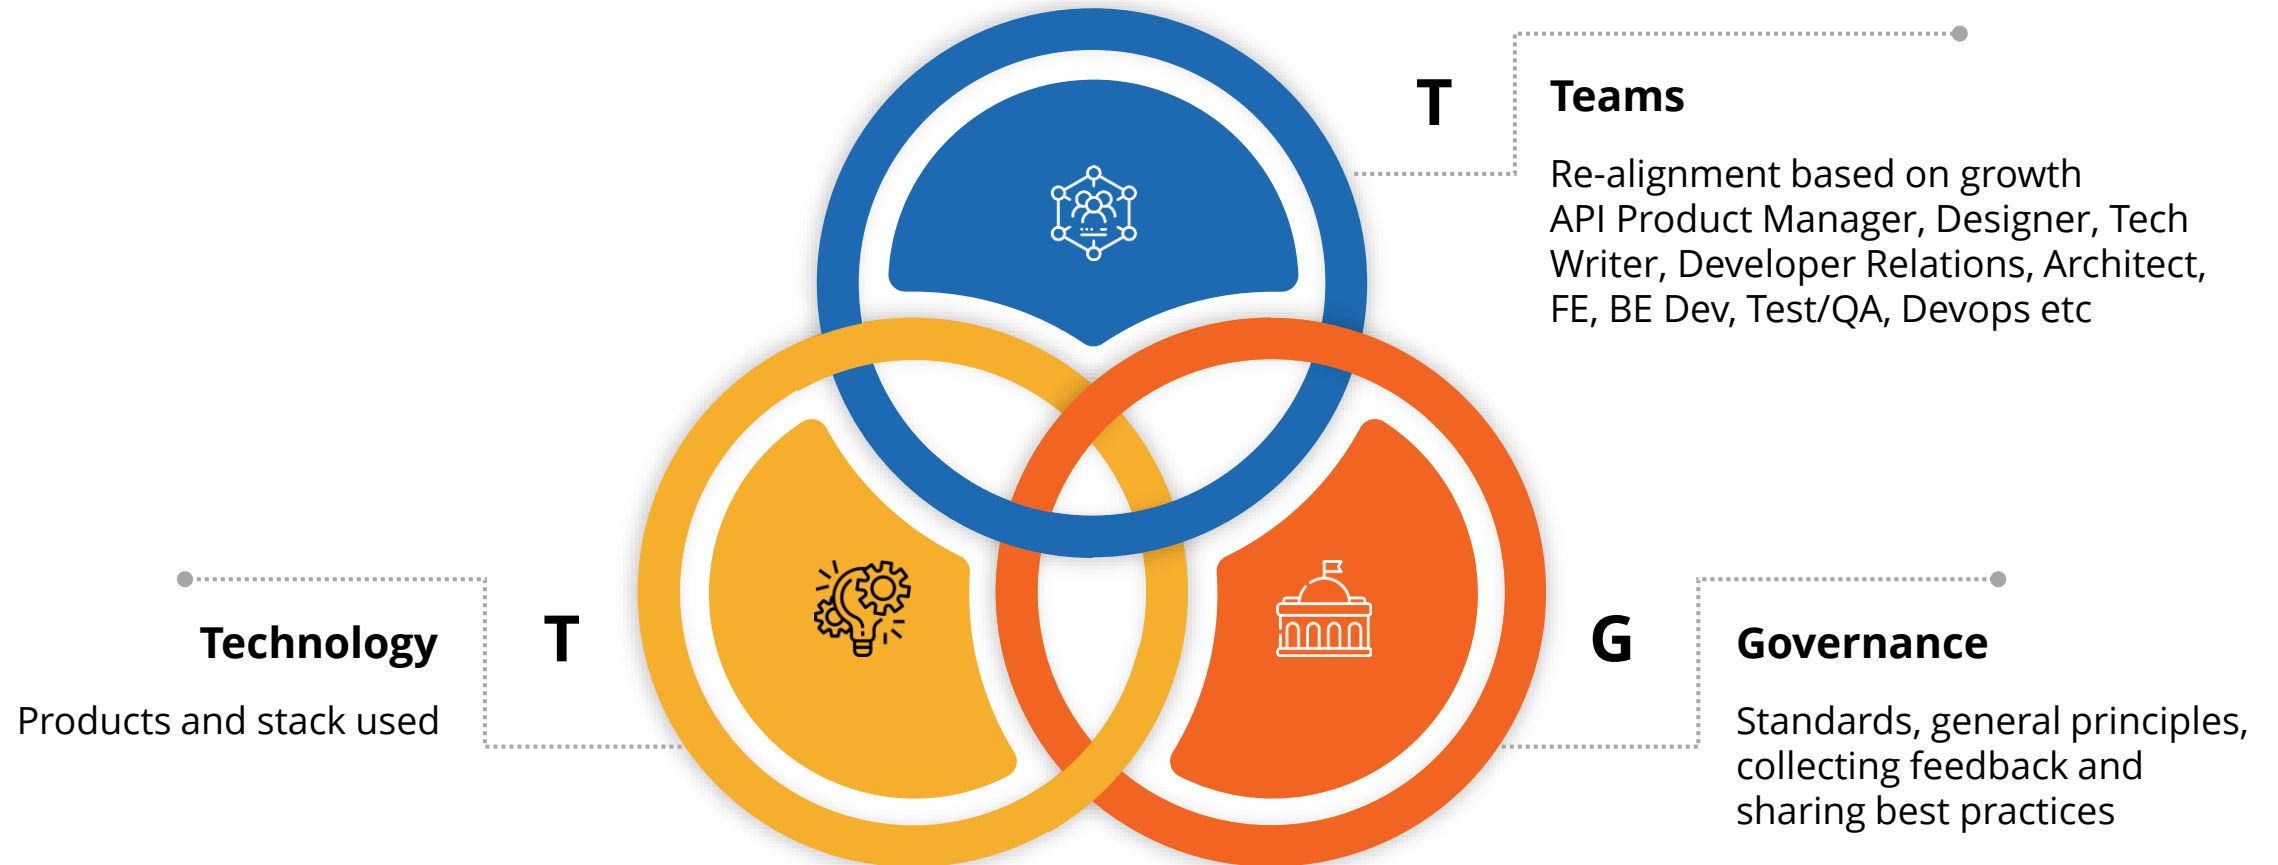 T
Teams
Re-alignment based on growth
API Product Manager, Designer, Tech
Writer, Developer Relations, Architect,
FE, BE Dev, Test/QA, Devops etc
Technology
T
Products and stack used
G
Governance
Standards, general principles,
collecting feedback and
sharing best practices